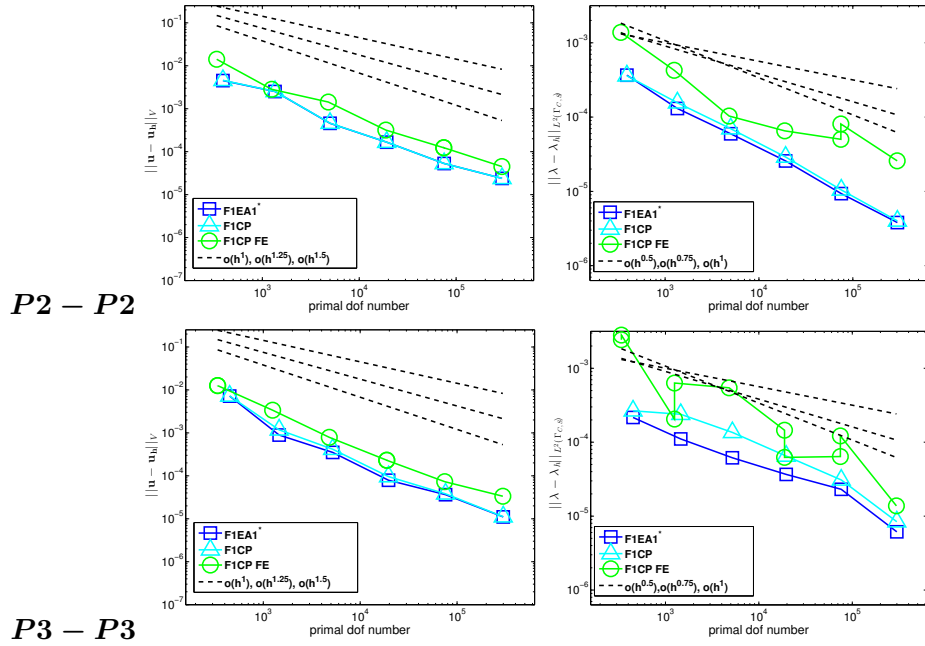 10^-1
10^-2
10^-3
10^-4
10^-5
10^-6
10^-7
||u − u_h||_V
F1EA1*
F1CP
F1CP FE
o(h^1), o(h^1.25), o(h^1.5)
10^3 10^4 10^5
primal dof number
10^-3
10^-4
10^-5
10^-6
||λ − λ_h||_L²(Γc,s)
F1EA1*
F1CP
F1CP FE
o(h^0.5),o(h^0.75), o(h^1)
10^3 10^4 10^5
primal dof number
P2 − P2
10^-1
10^-2
10^-3
10^-4
10^-5
10^-6
10^-7
||u − u_h||_V
F1EA1*
F1CP
F1CP FE
o(h^1), o(h^1.25), o(h^1.5)
10^3 10^4 10^5
primal dof number
10^-3
10^-4
10^-5
10^-6
||λ − λ_h||_L²(Γc,s)
F1EA1*
F1CP
F1CP FE
o(h^0.5),o(h^0.75), o(h^1)
10^3 10^4 10^5
primal dof number
P3 − P3